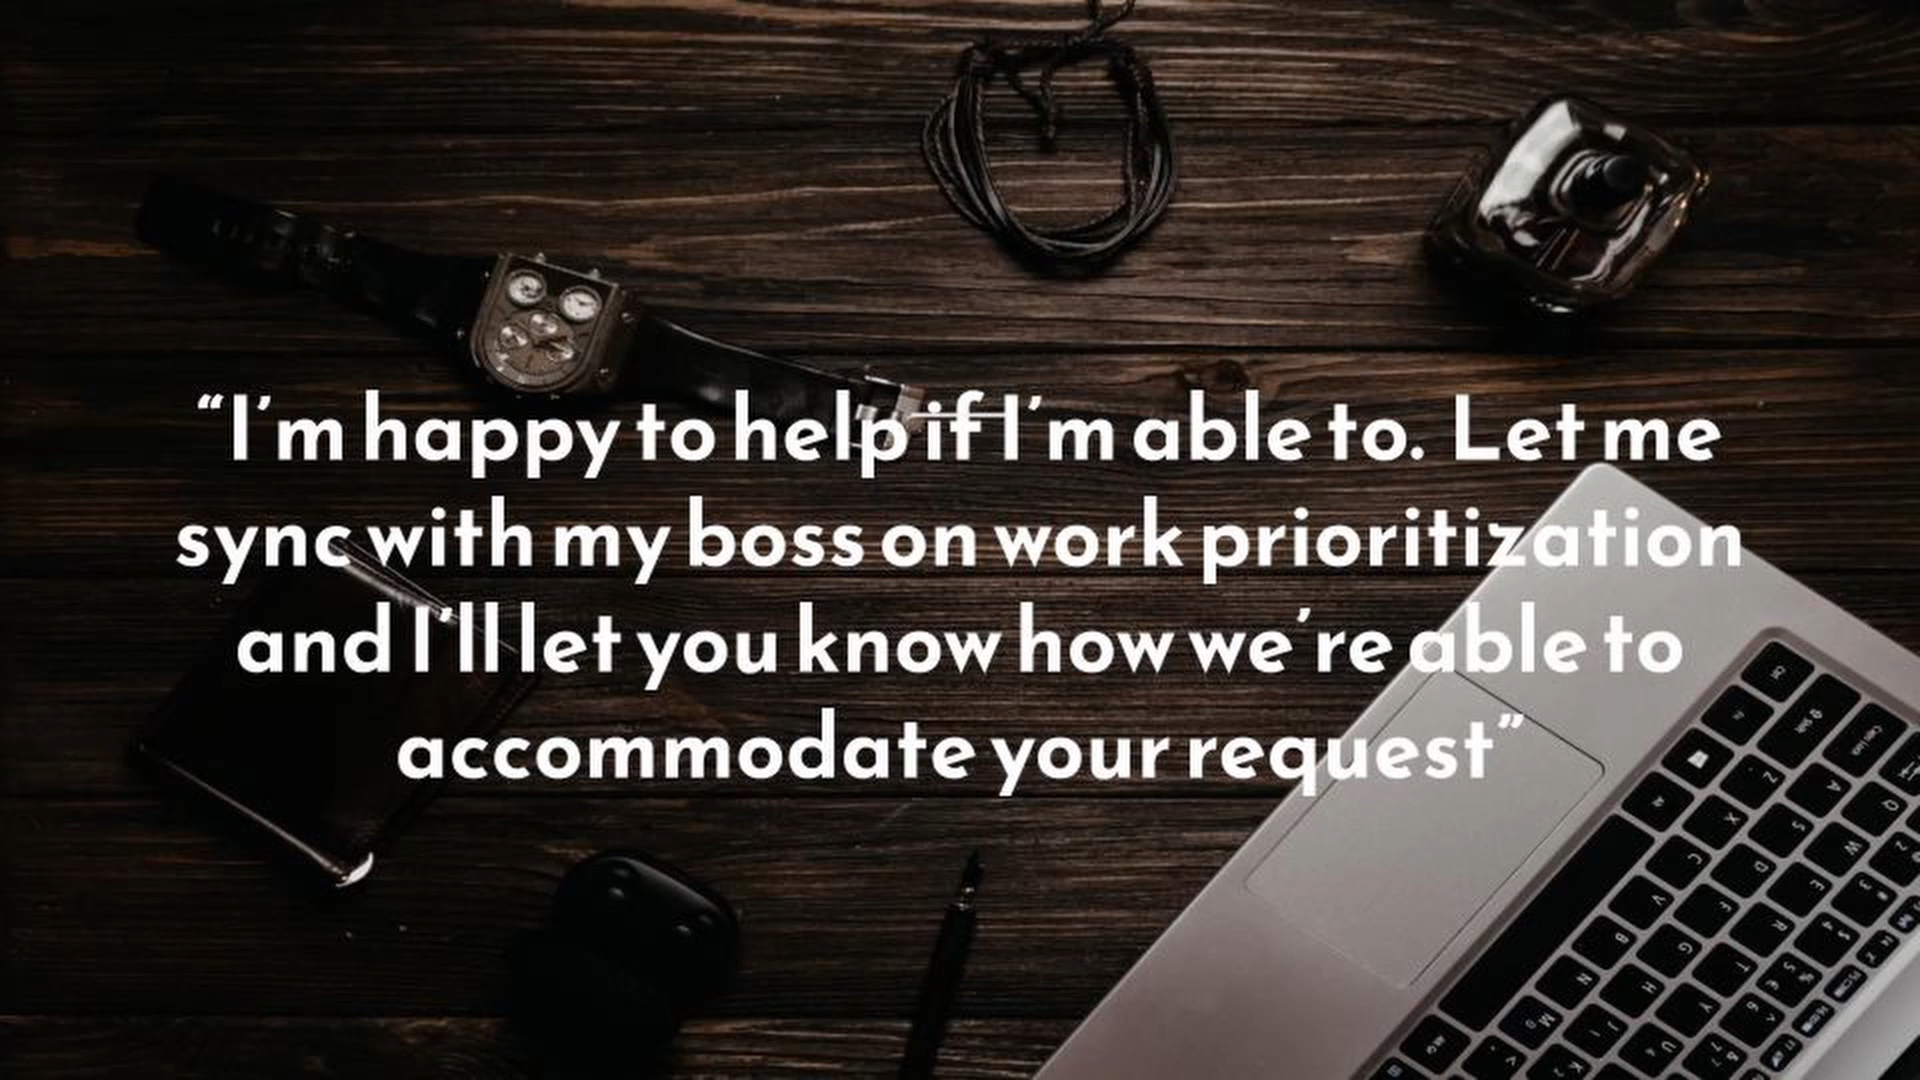 “I’m happy to help if I’m able to. Let me
sync with my boss on work prioritization
and I’ll let you know how we’re able to
accommodate your request”